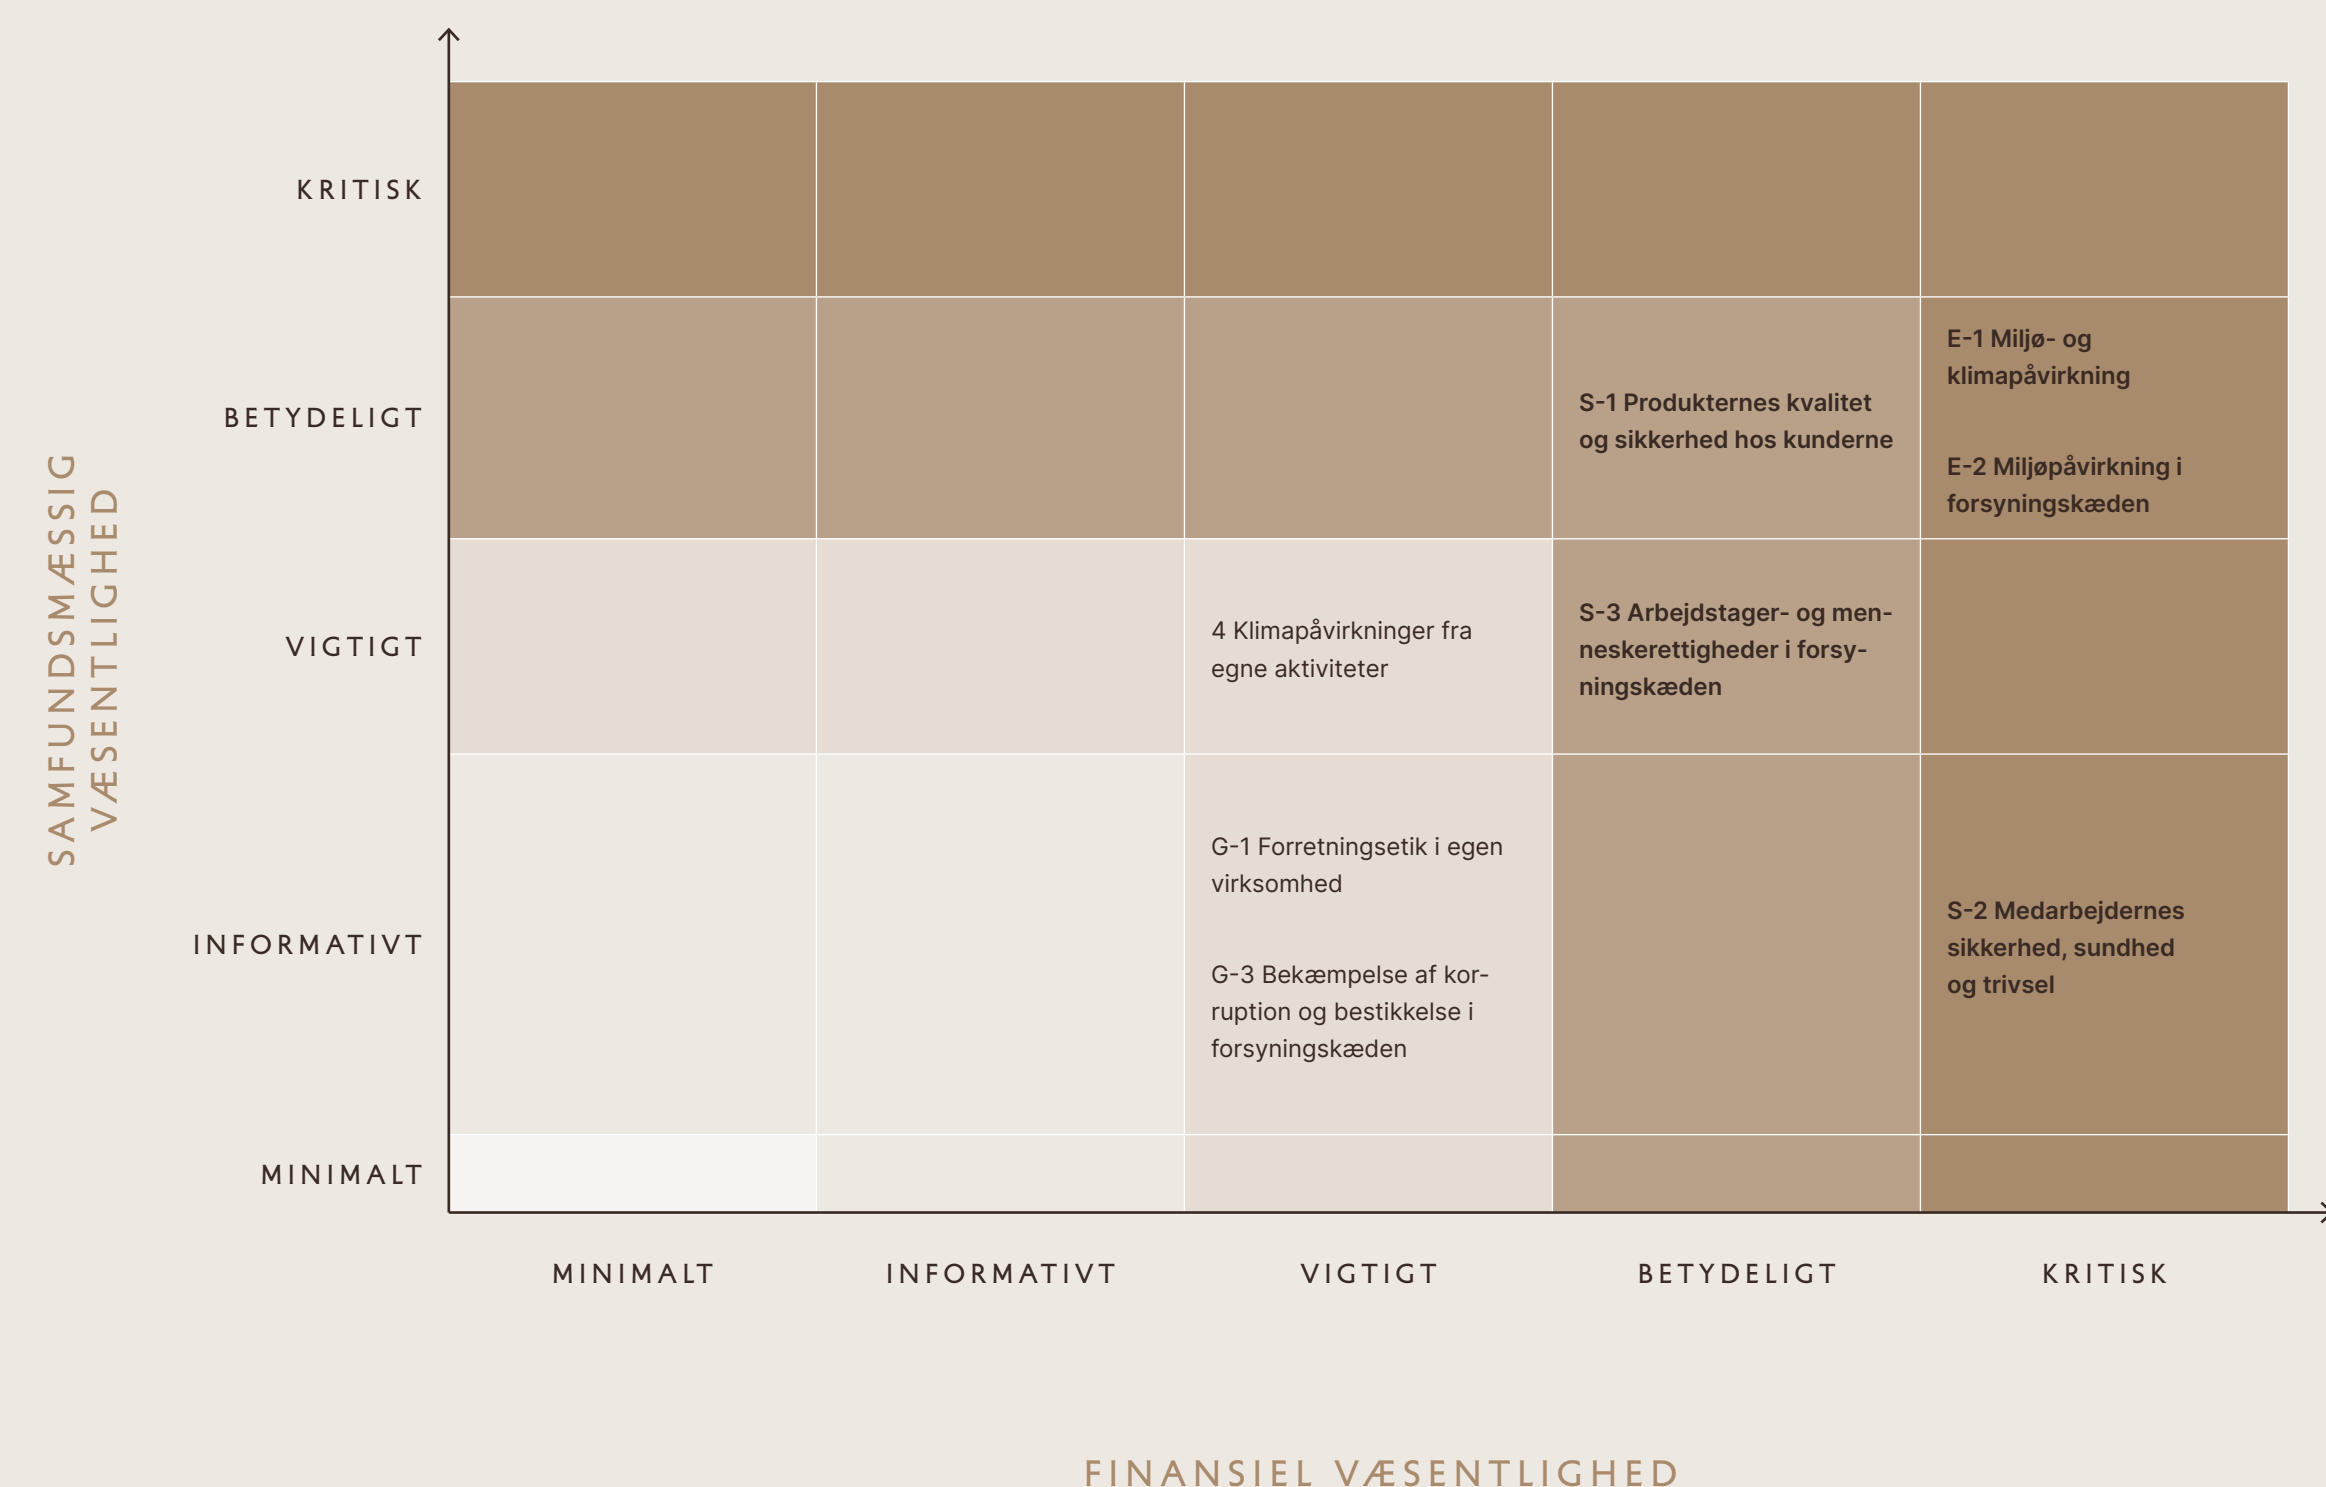 KRITISK
BETYDELIGT
E-1 Miljø- og
klimapåvirkning
E-2 Miljøpåvirkning i
forsyningskæden
S-1 Produkternes kvalitet
og sikkerhed hos kunderne
SAMFUNDSMÆSSIG
VÆSENTLIGHED
VIGTIGT
4 Klimapåvirkninger fra
egne aktiviteter
S-3 Arbejdstager- og men-
neskerettigheder i forsy-
ningskæden
INFORMATIVT
G-1 Forretningsetik i egen
virksomhed
G-3 Bekæmpelse af kor-
ruption og bestikkelse i
forsyningskæden
S-2 Medarbejdernes
sikkerhed, sundhed
og trivsel
MINIMALT
MINIMALT
INFORMATIVT
VIGTIGT
BETYDELIGT
KRITISK
FINANSIEL VÆSENTLIGHED